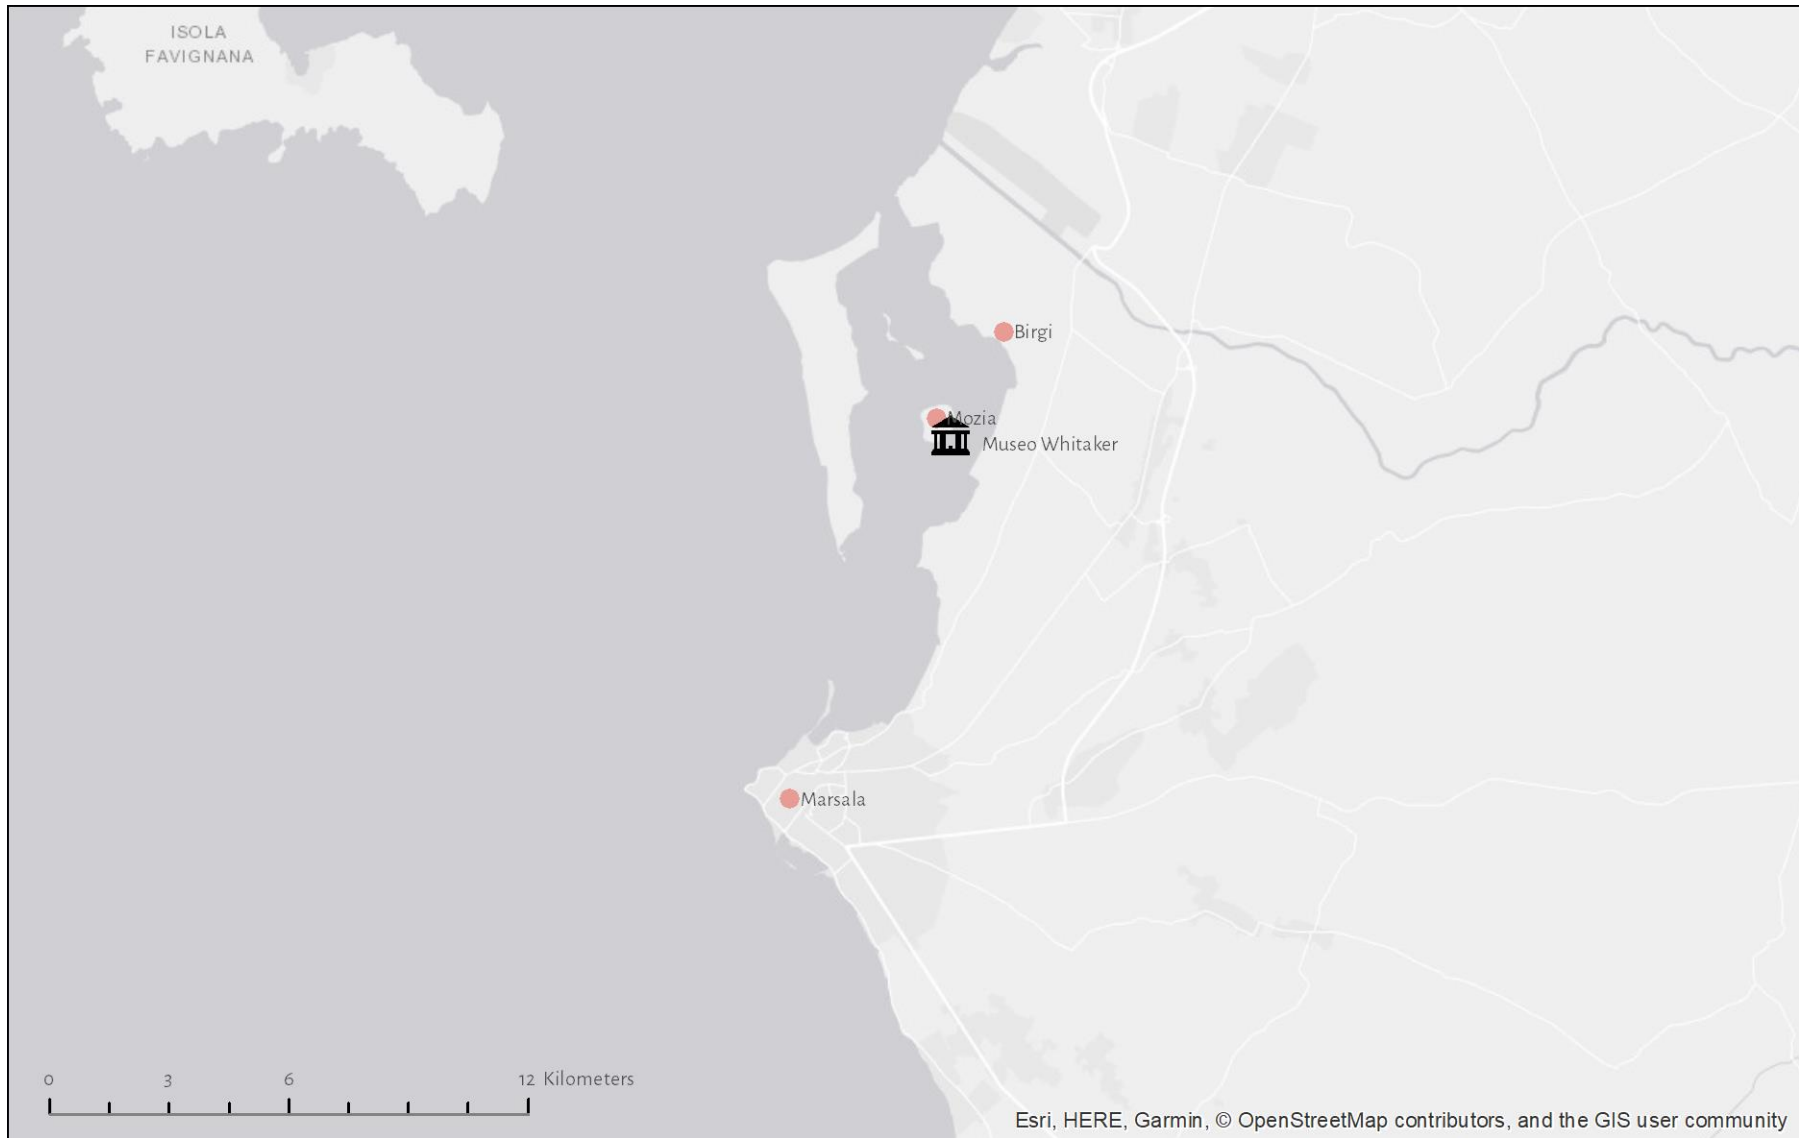 ISOLA
FAVIGNANA
Birgi
Mozia
Museo Whitaker
Marsala
0 3 6 12 Kilometers
Esri, HERE, Garmin, © OpenStreetMap contributors, and the GIS user community